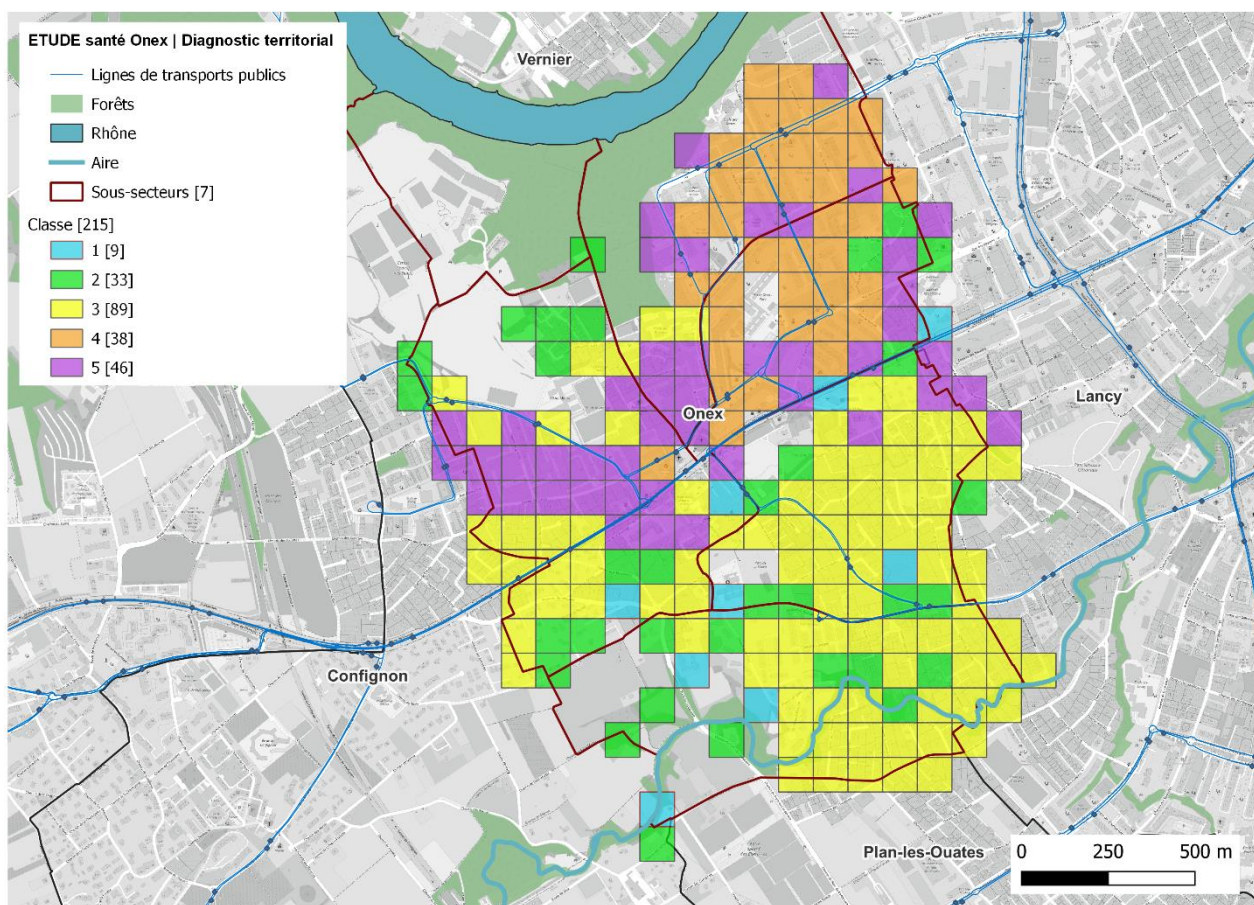 ETUDE santé Onex | Diagnostic territorial
Lignes de transports publics
Forêts
Rhône
Aire
Sous-secteurs [7]
Classe [215]
1 [9]
2 [33]
3 [89]
4 [38]
5 [46]
Vernier
Lancy
Onex
Confignon
Plan-les-Ouates
0 250 500 m